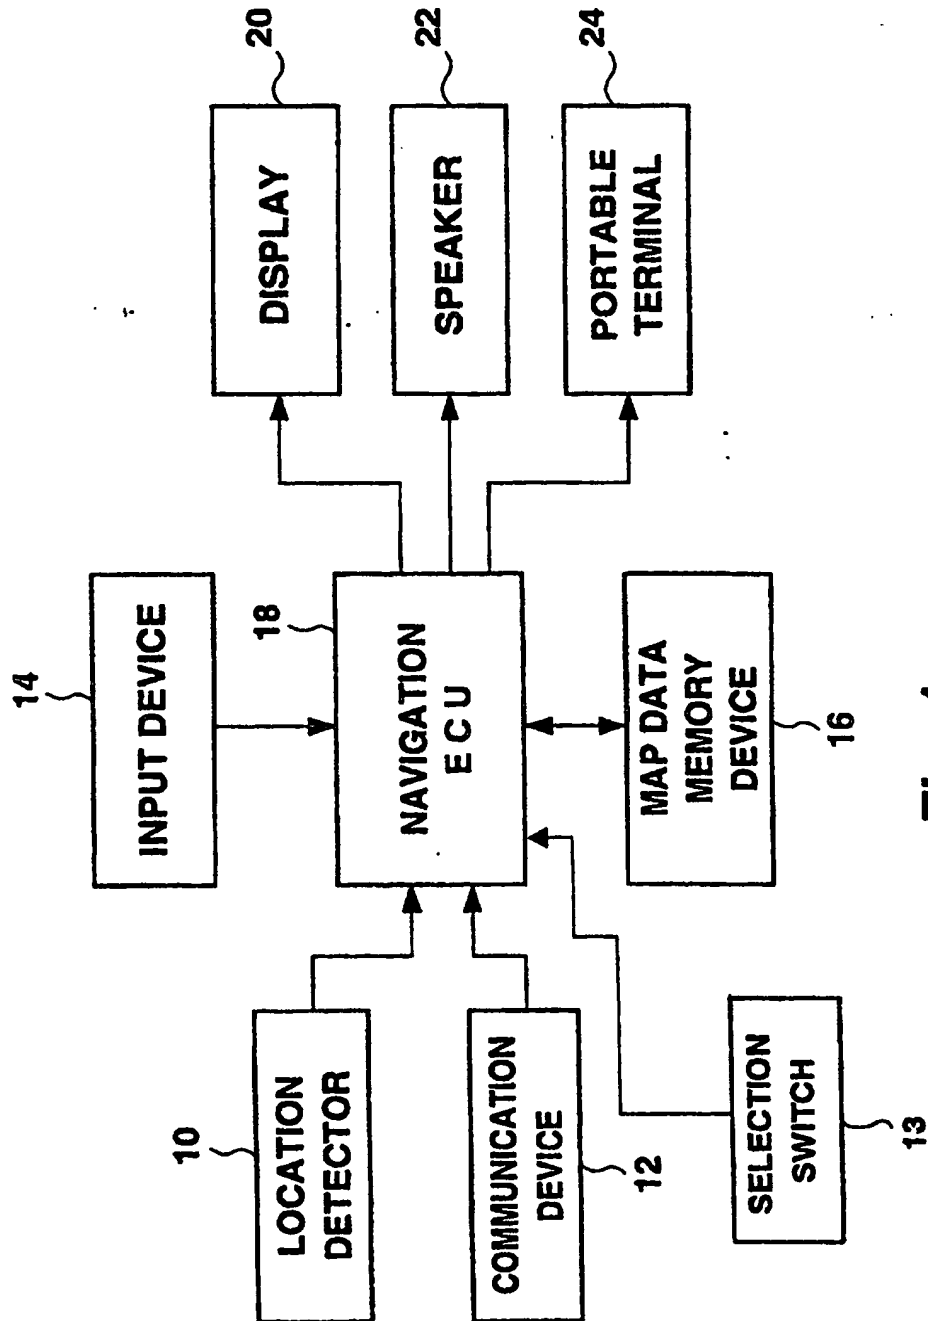 14
INPUT DEVICE
10
LOCATION
DETECTOR
18
NAVIGATION
E C U
20
DISPLAY
22
SPEAKER
COMMUNICATION
DEVICE
12
24
PORTABLE
TERMINAL
MAP DATA
MEMORY
DEVICE
16
SELECTION
SWITCH
13